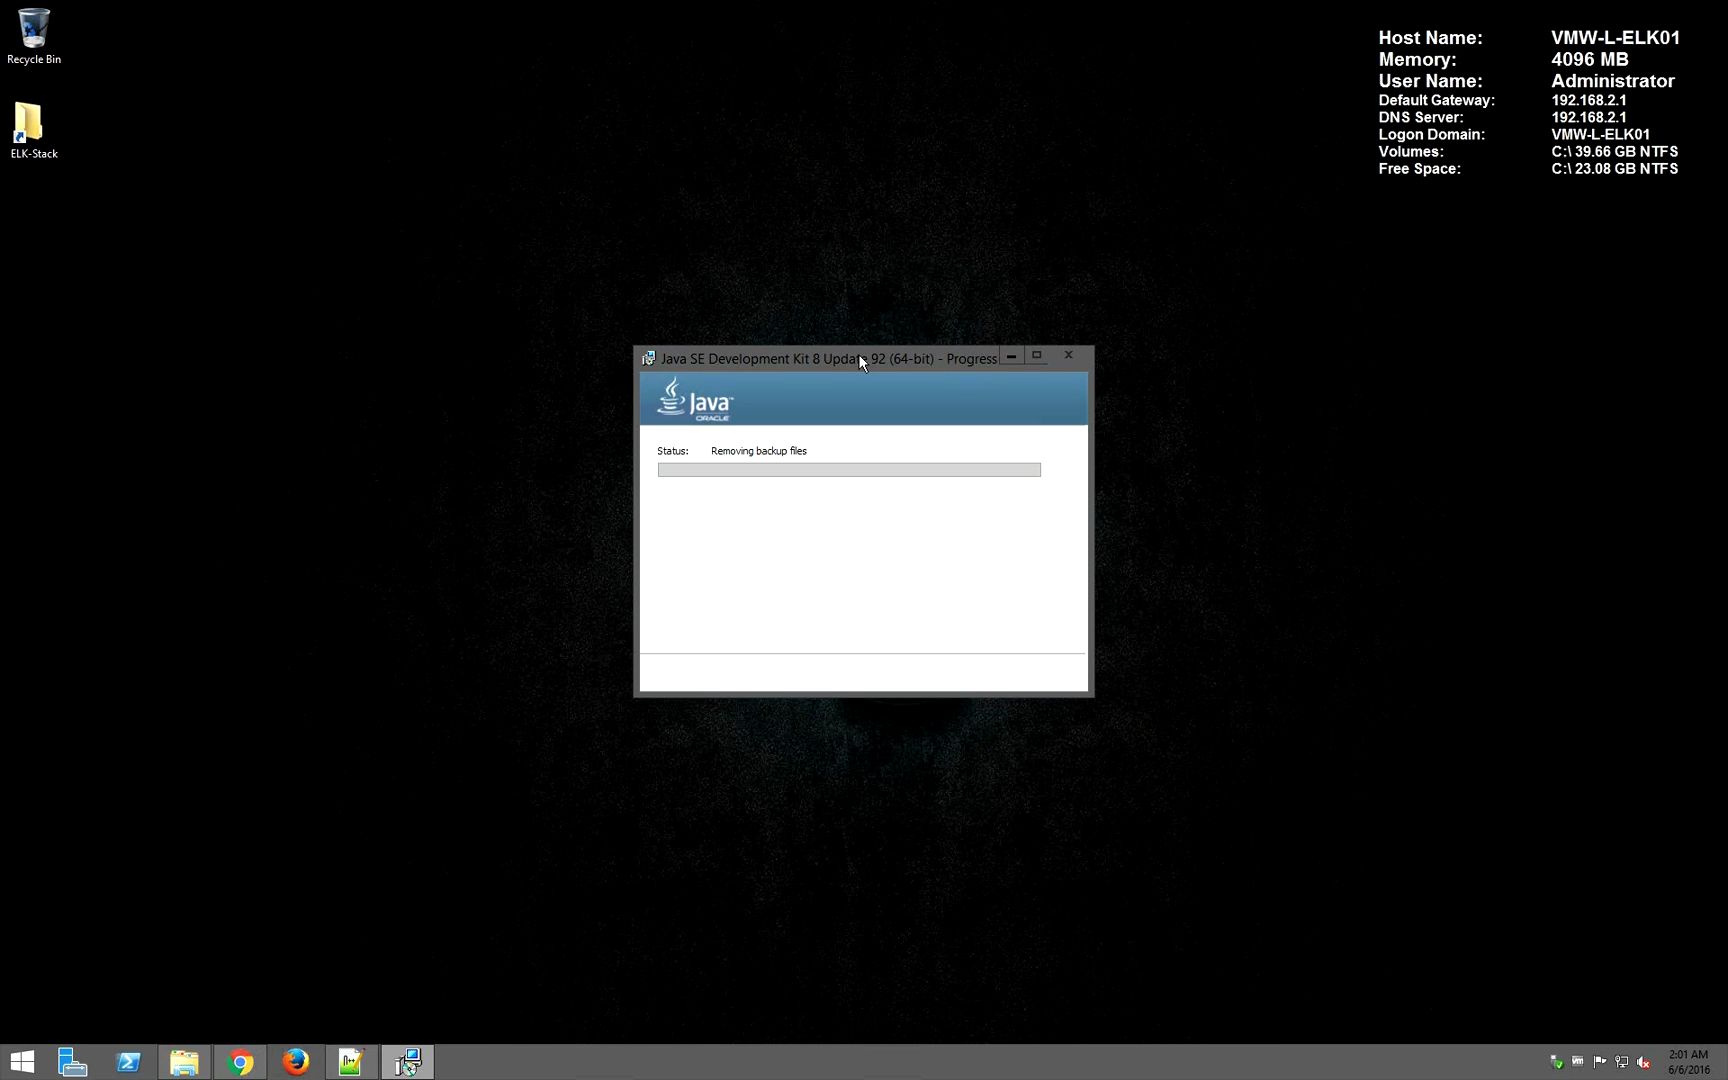 Recycle Bin
ELK-Stack
Host Name: VMW-L-ELK01
Memory: 4096 MB
User Name: Administrator
Default Gateway: 192.168.2.1
DNS Server: 192.168.2.1
Logon Domain: VMW-L-ELK01
Volumes: C:\ 39.66 GB NTFS
Free Space: C:\ 23.08 GB NTFS
Java SE Development Kit 8 Update 92 (64-bit) - Progress
Java™
ORACLE
Status: Removing backup files
2:01 AM
6/6/2016